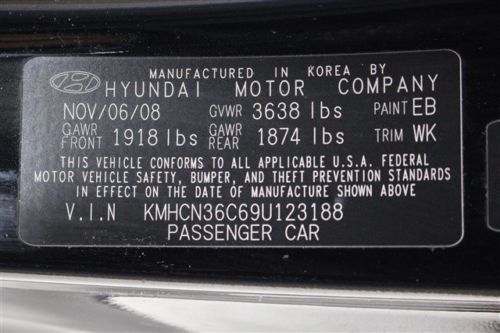 MANUFACTURED IN KOREA BY
HYUNDAI MOTOR COMPANY
NOV/06/08 GVWR 3638 lbs PAINT EB
GAWR FRONT 1918 lbs GAWR REAR 1874 lbs TRIM WK
THIS VEHICLE CONFORMS TO ALL APPLICABLE U.S.A. FEDERAL
MOTOR VEHICLE SAFETY, BUMPER, AND THEFT PREVENTION STANDARDS
IN EFFECT ON THE DATE OF MANUFACTURE SHOWN ABOVE
V.I.N KMHCN36C69U123188
PASSENGER CAR